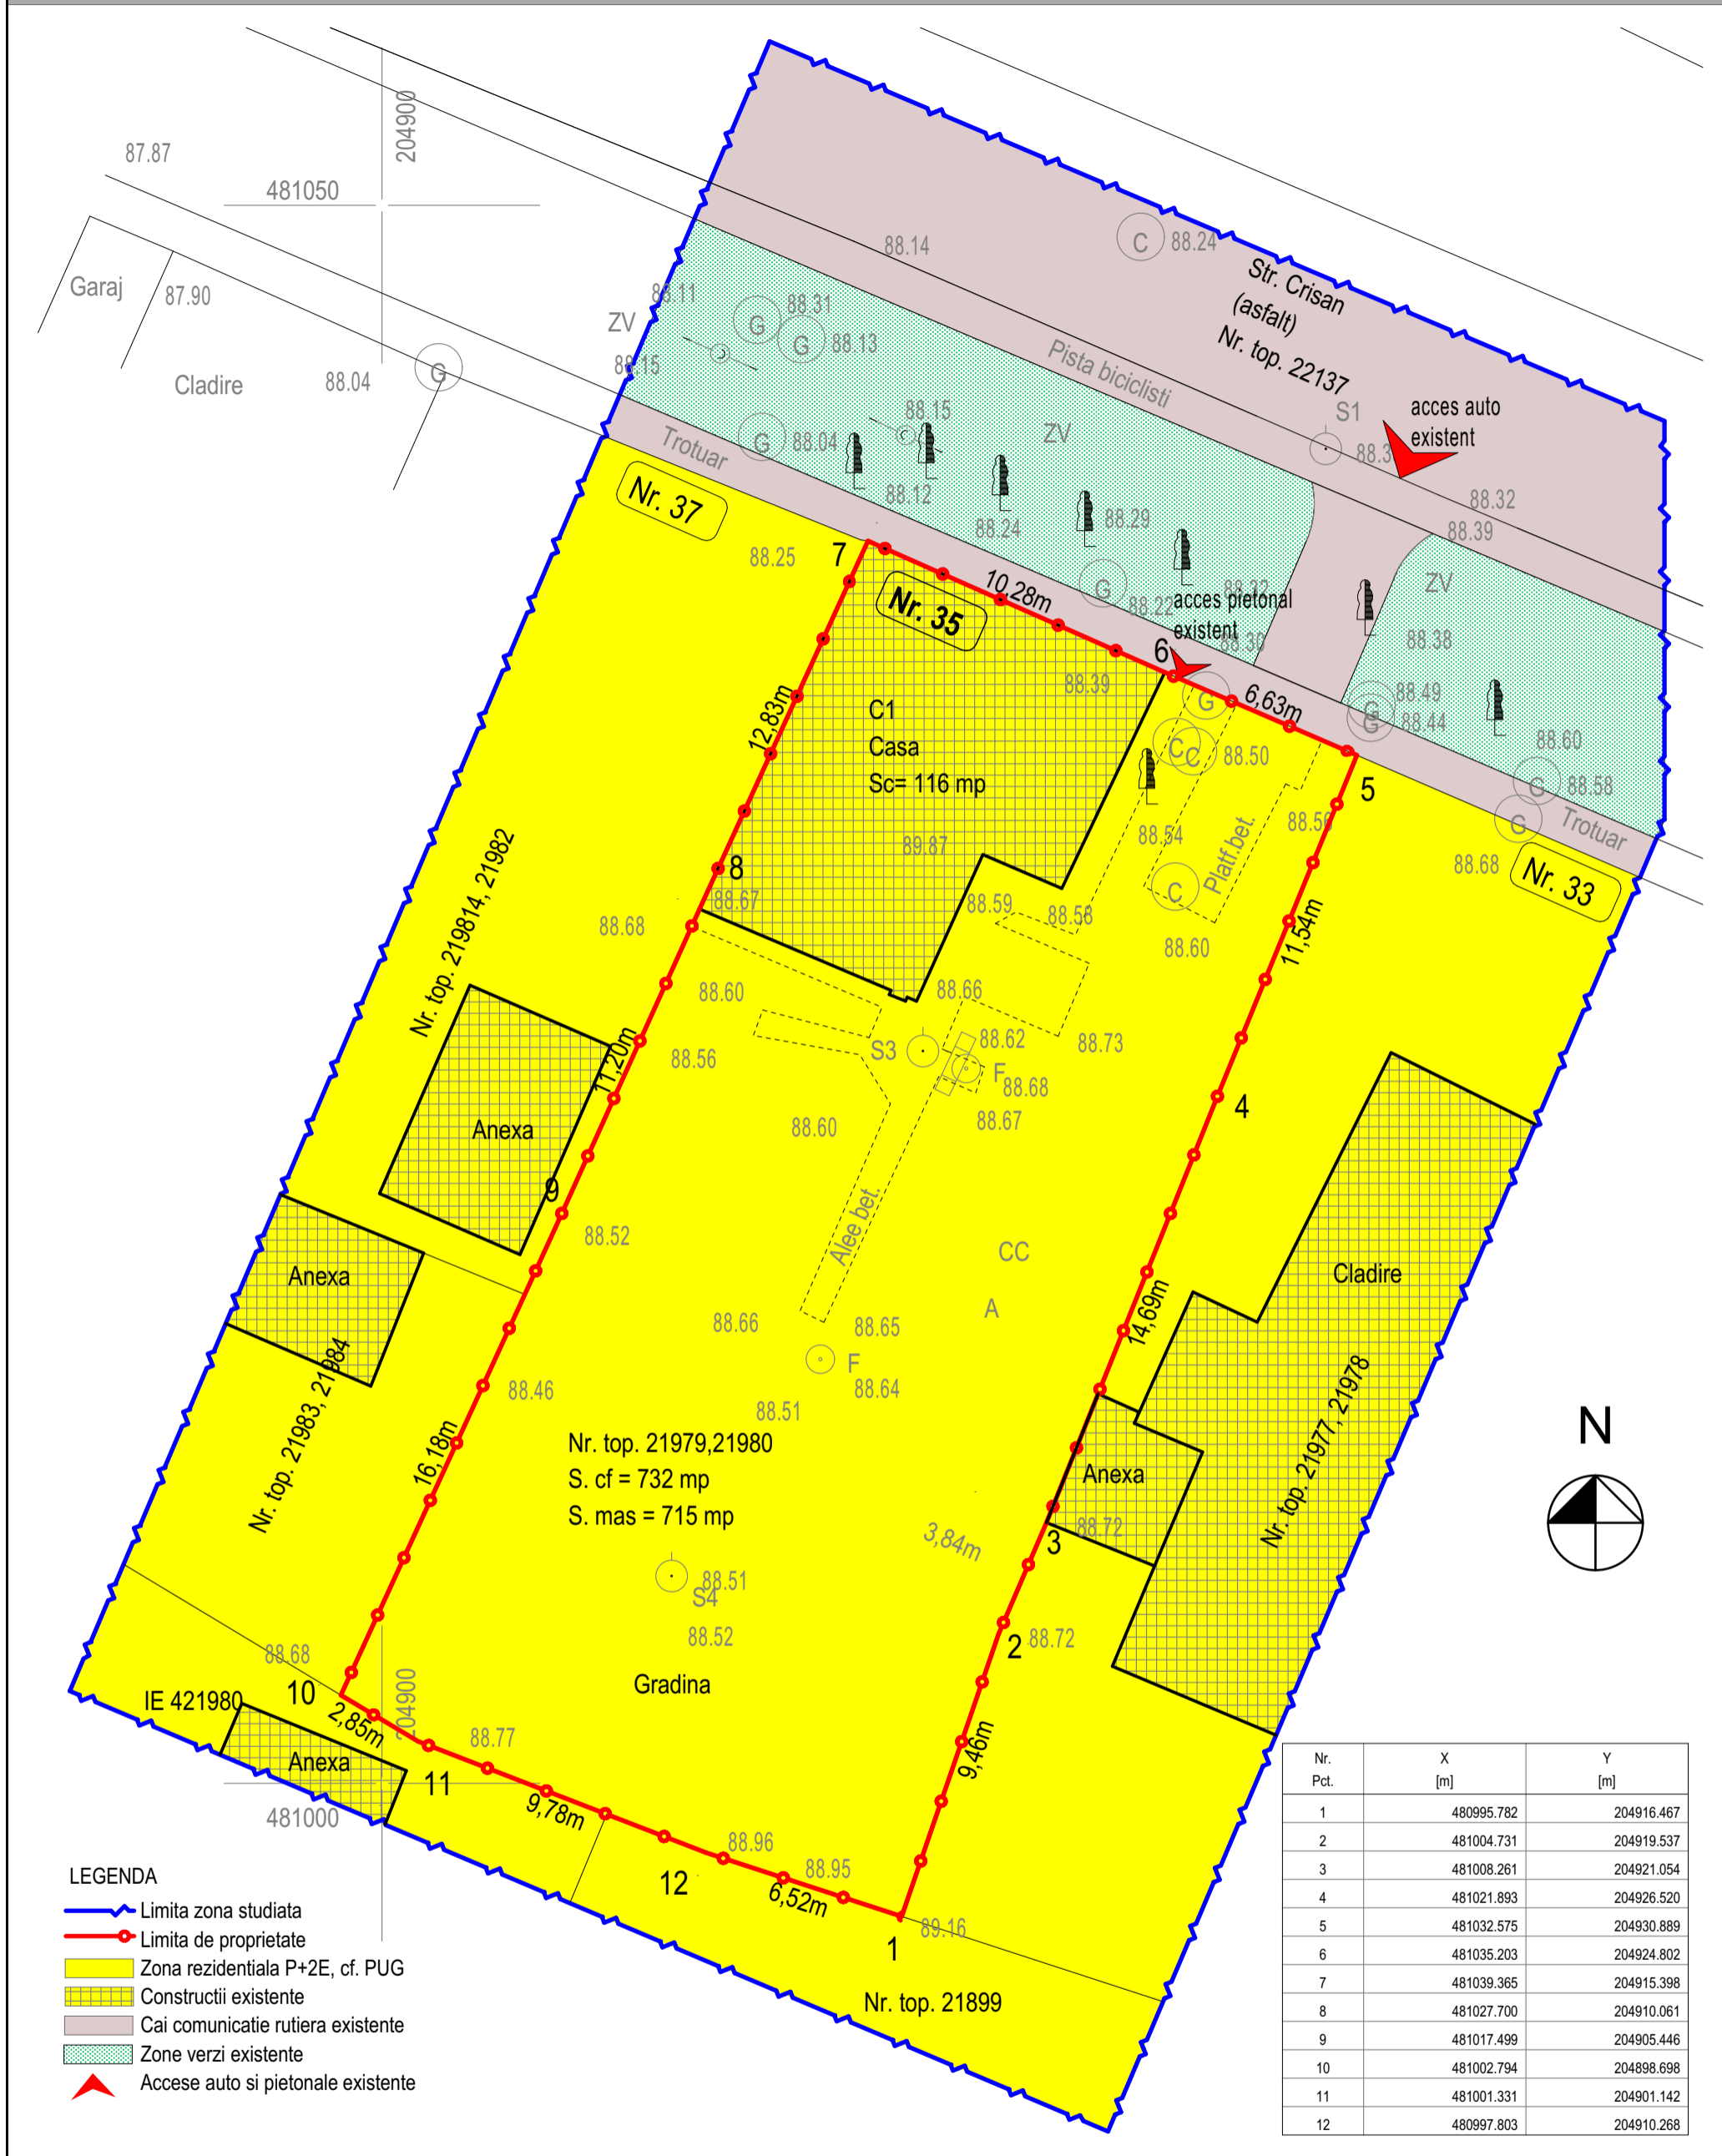 87.87
204900
481050
Garaj
87.90
Cladire
88.04
G
88.14
C
88.24
Str. Crisan
(asfalt)
Nr. top. 22137
88.11
ZV
88.15
G
88.31
G
88.13
Pista biciclisti
S1
acces auto
existent
88.32
88.39
88.15
ZV
G
88.04
Trotuar
88.12
88.24
88.29
Nr. 37
88.25
7
10,28m
G
88.22
88.32
acces pietonal
existent
88.30
ZV
88.38
Nr. 35
6
88.39
6,63m
G
88.49
G
88.44
88.60
G
88.58
G
Trotuar
G
C
C
88.50
5
C1
Casa
Sc= 116 mp
12,83m
89.87
88.54
Platf.bet.
88.68
Nr. 33
8
88.67
88.68
88.59
88.58
C
88.60
11,54m
Nr. top. 219814, 21982
88.60
88.66
S3
88.62
88.73
F
88.68
88.67
4
11,20m
88.56
88.60
Anexa
9
88.52
Alee bet.
CC
A
Anexa
Cladire
14,69m
88.66
88.65
F
88.64
88.46
88.51
Nr. top. 21983, 21984
16,18m
Nr. top. 21979,21980
S. cf = 732 mp
S. mas = 715 mp
Nr. top. 21977, 21978
N
Anexa
88.72
3
3,84m
88.51
S4
88.52
2
88.72
Gradina
88.68
10
IE 421980
204900
2,85m
88.77
Anexa
11
481000
9,78m
9,46m
88.96
88.95
12
6,52m
89.16
1
Nr. top. 21899
LEGENDA
Limita zona studiata
Limita de proprietate
Zona rezidentiala P+2E, cf. PUG
Constructii existente
Cai comunicatie rutiera existente
Zone verzi existente
Accese auto si pietonale existente
Nr. Pct. X [m] Y [m]
1 480995.782 204916.467
2 481004.731 204919.537
3 481008.261 204921.054
4 481021.893 204926.520
5 481032.575 204930.889
6 481035.203 204924.802
7 481039.365 204915.398
8 481027.700 204910.061
9 481017.499 204905.446
10 481002.794 204898.698
11 481001.331 204901.142
12 480997.803 204910.268